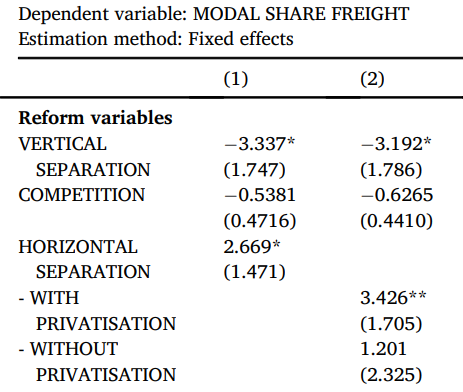 Dependent variable: MODAL SHARE FREIGHT
Estimation method: Fixed effects
(1) (2)
Reform variables
VERTICAL −3.337* −3.192*
SEPARATION (1.747) (1.786)
COMPETITION −0.5381 −0.6265
(0.4716) (0.4410)
HORIZONTAL 2.669*
SEPARATION (1.471)
- WITH 3.426**
PRIVATISATION (1.705)
- WITHOUT 1.201
PRIVATISATION (2.325)